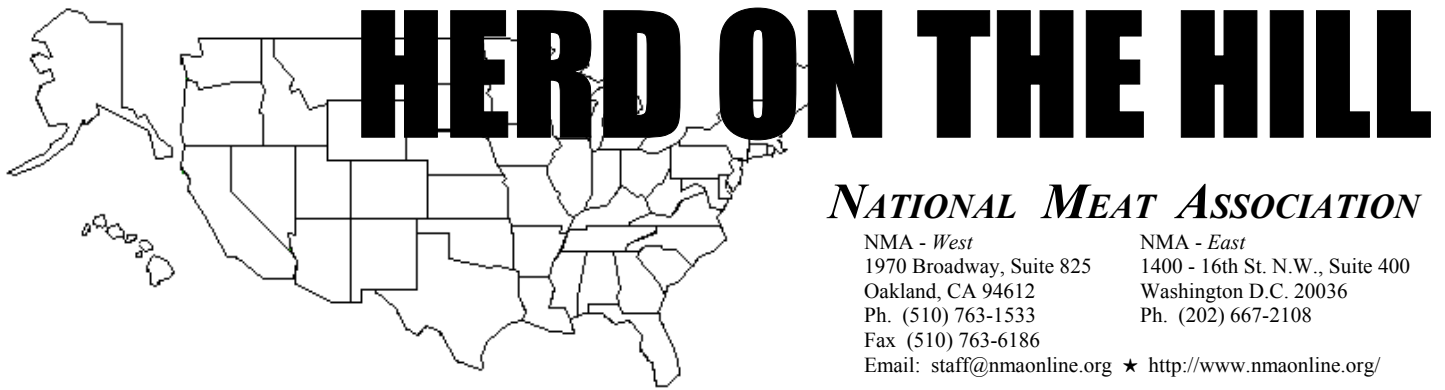 HERD ON THE HILL
NATIONAL MEAT ASSOCIATION
NMA - West
1970 Broadway, Suite 825
Oakland, CA 94612
Ph. (510) 763-1533
Fax (510) 763-6186
NMA - East
1400 - 16th St. N.W., Suite 400
Washington D.C. 20036
Ph. (202) 667-2108
Email: staff@nmaonline.org ★ http://www.nmaonline.org/